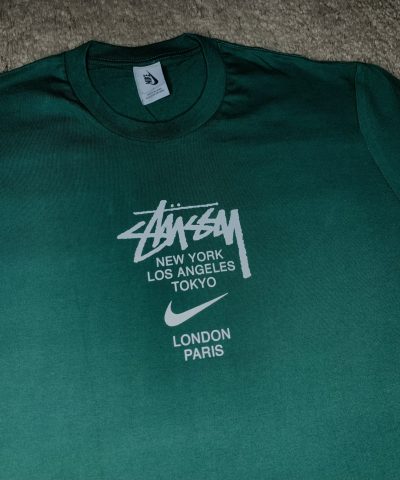 STÜSSY
NEW YORK
LOS ANGELES
TOKYO
LONDON
PARIS